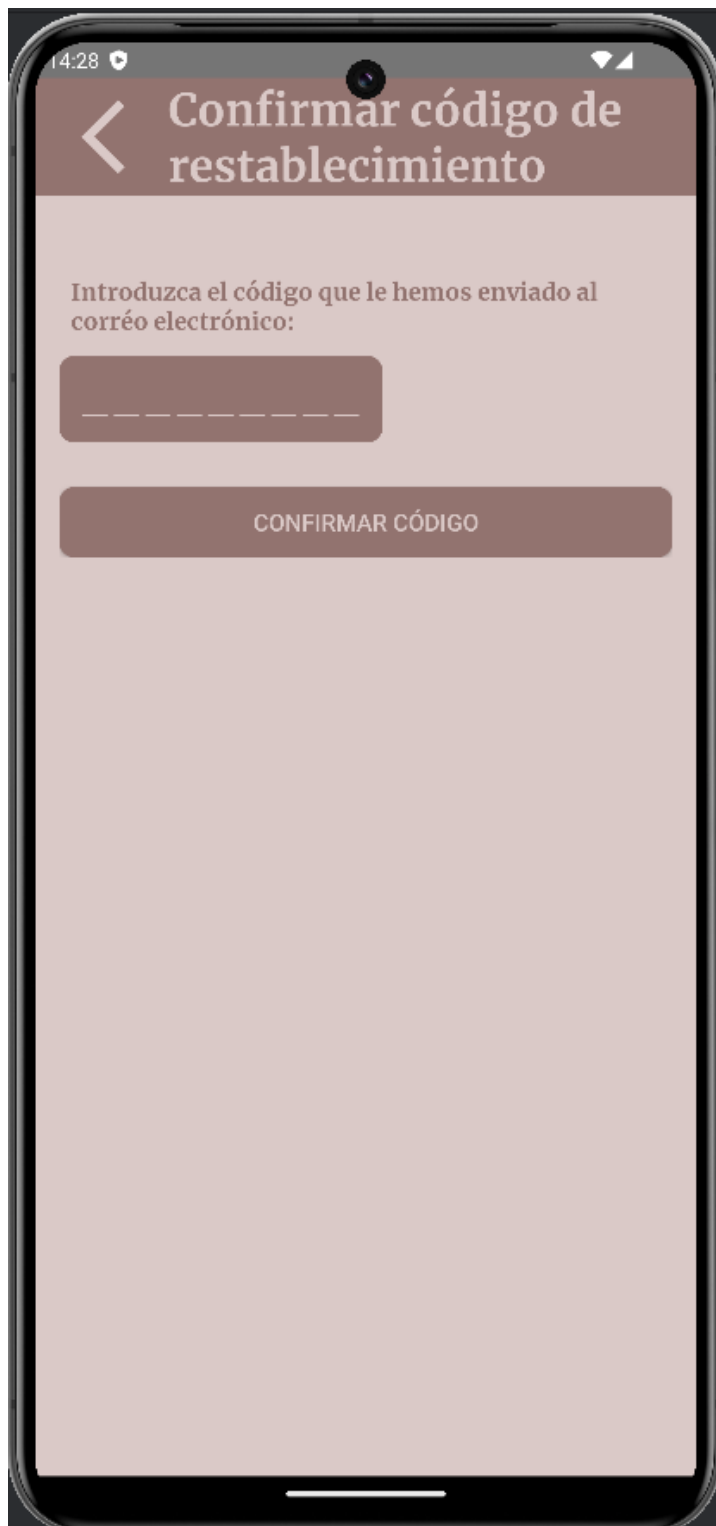 14:28
Confirmar código de
restablecimiento
Introduzca el código que le hemos enviado al
corréo electrónico:
_ _ _ _ _ _ _ _ _
CONFIRMAR CÓDIGO